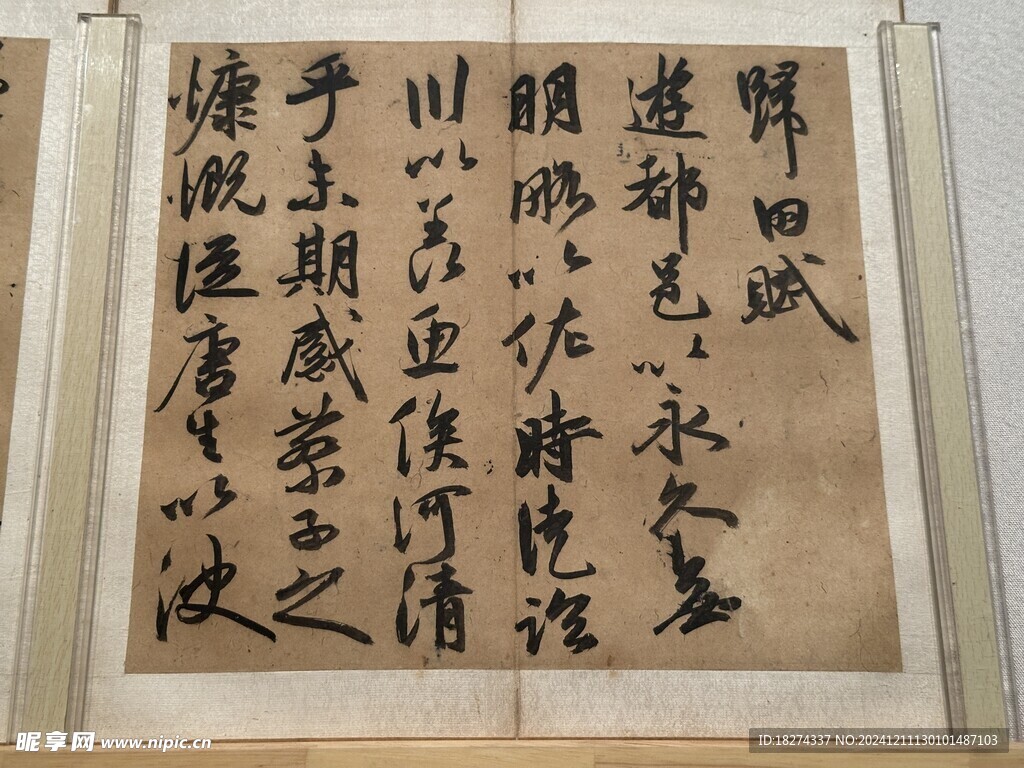 歸田賦
遊都邑以永久無
明略以佐時徒臨
川以羨魚俟河清
乎未期感蔡子之
慷慨從唐生以決
昵享网 www.nipic.cn
ID:18274337 NO:20241211130101487103